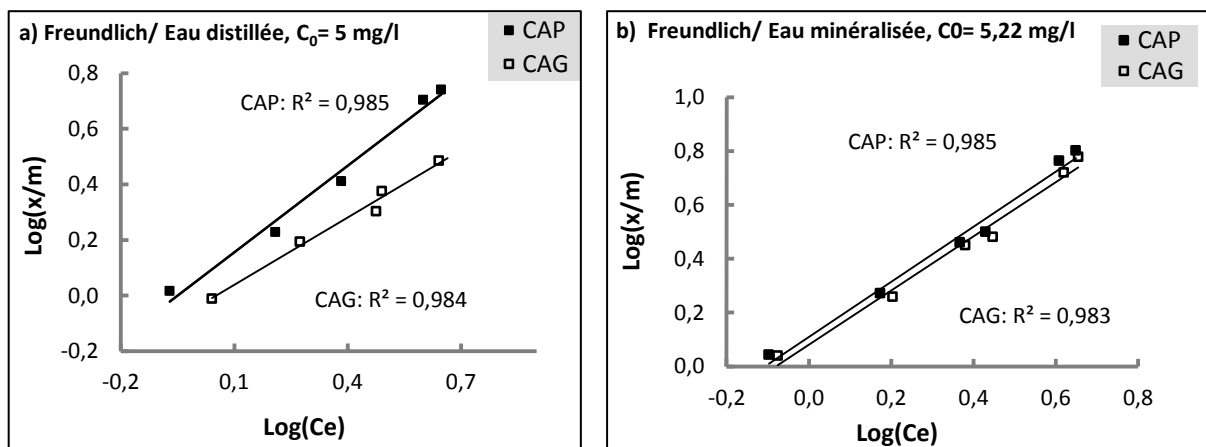 a) Freundlich/ Eau distillée, C₀= 5 mg/l
CAP
CAG
0,8
0,6
0,4
0,2
0,0
-0,2
-0,2
0,1
0,4
0,7
Log(x/m)
Log(Ce)
CAP: R² = 0,985
CAG: R² = 0,984
b) Freundlich/ Eau minéralisée, C0= 5,22 mg/l
CAP
CAG
1,0
0,8
0,6
0,4
0,2
0,0
-0,2
0,0
0,2
0,4
0,6
0,8
Log(x/m)
Log(Ce)
CAP: R² = 0,985
CAG: R² = 0,983